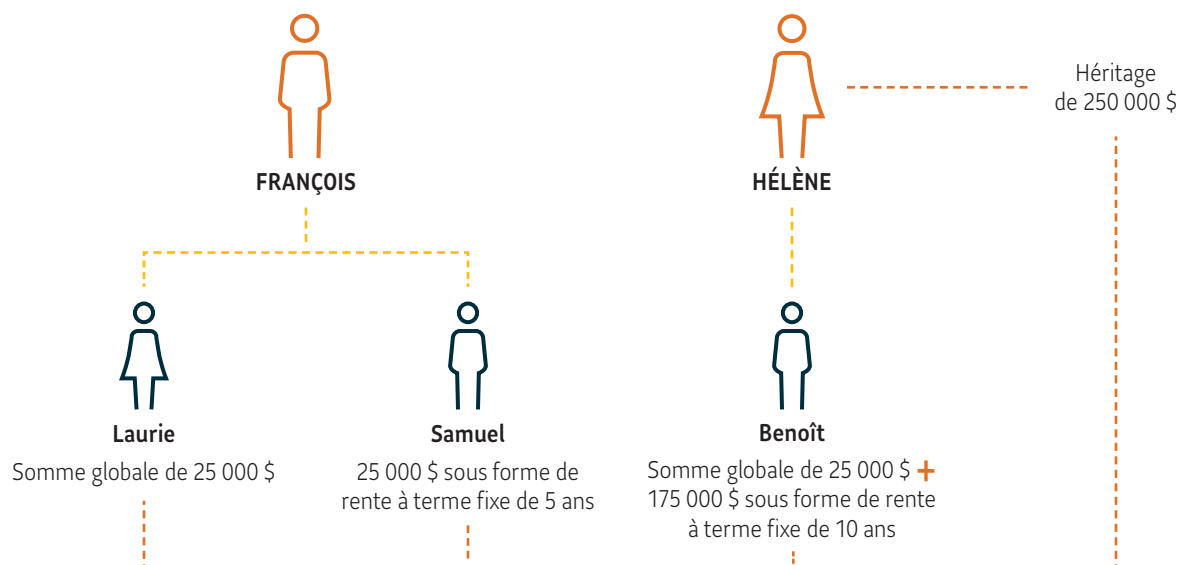 Héritage
de 250 000 $
FRANÇOIS
HÉLÈNE
Laurie
Somme globale de 25 000 $
Samuel
25 000 $ sous forme de
rente à terme fixe de 5 ans
Benoît
Somme globale de 25 000 $ +
175 000 $ sous forme de rente
à terme fixe de 10 ans